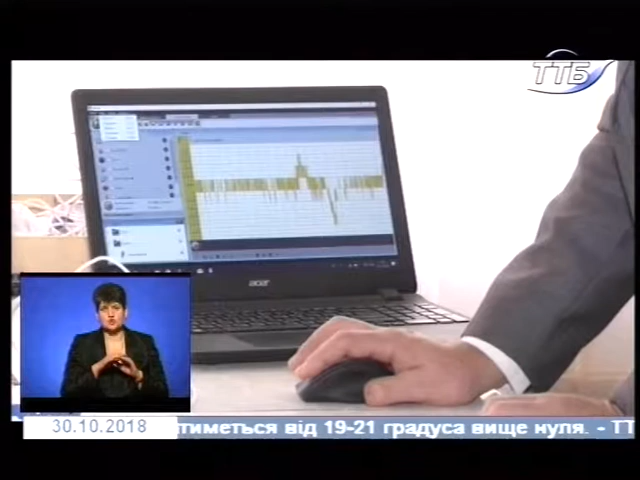 ТТБ
acer
30.10.2018
тиметься від 19-21 градуса вище нуля. - ТТ